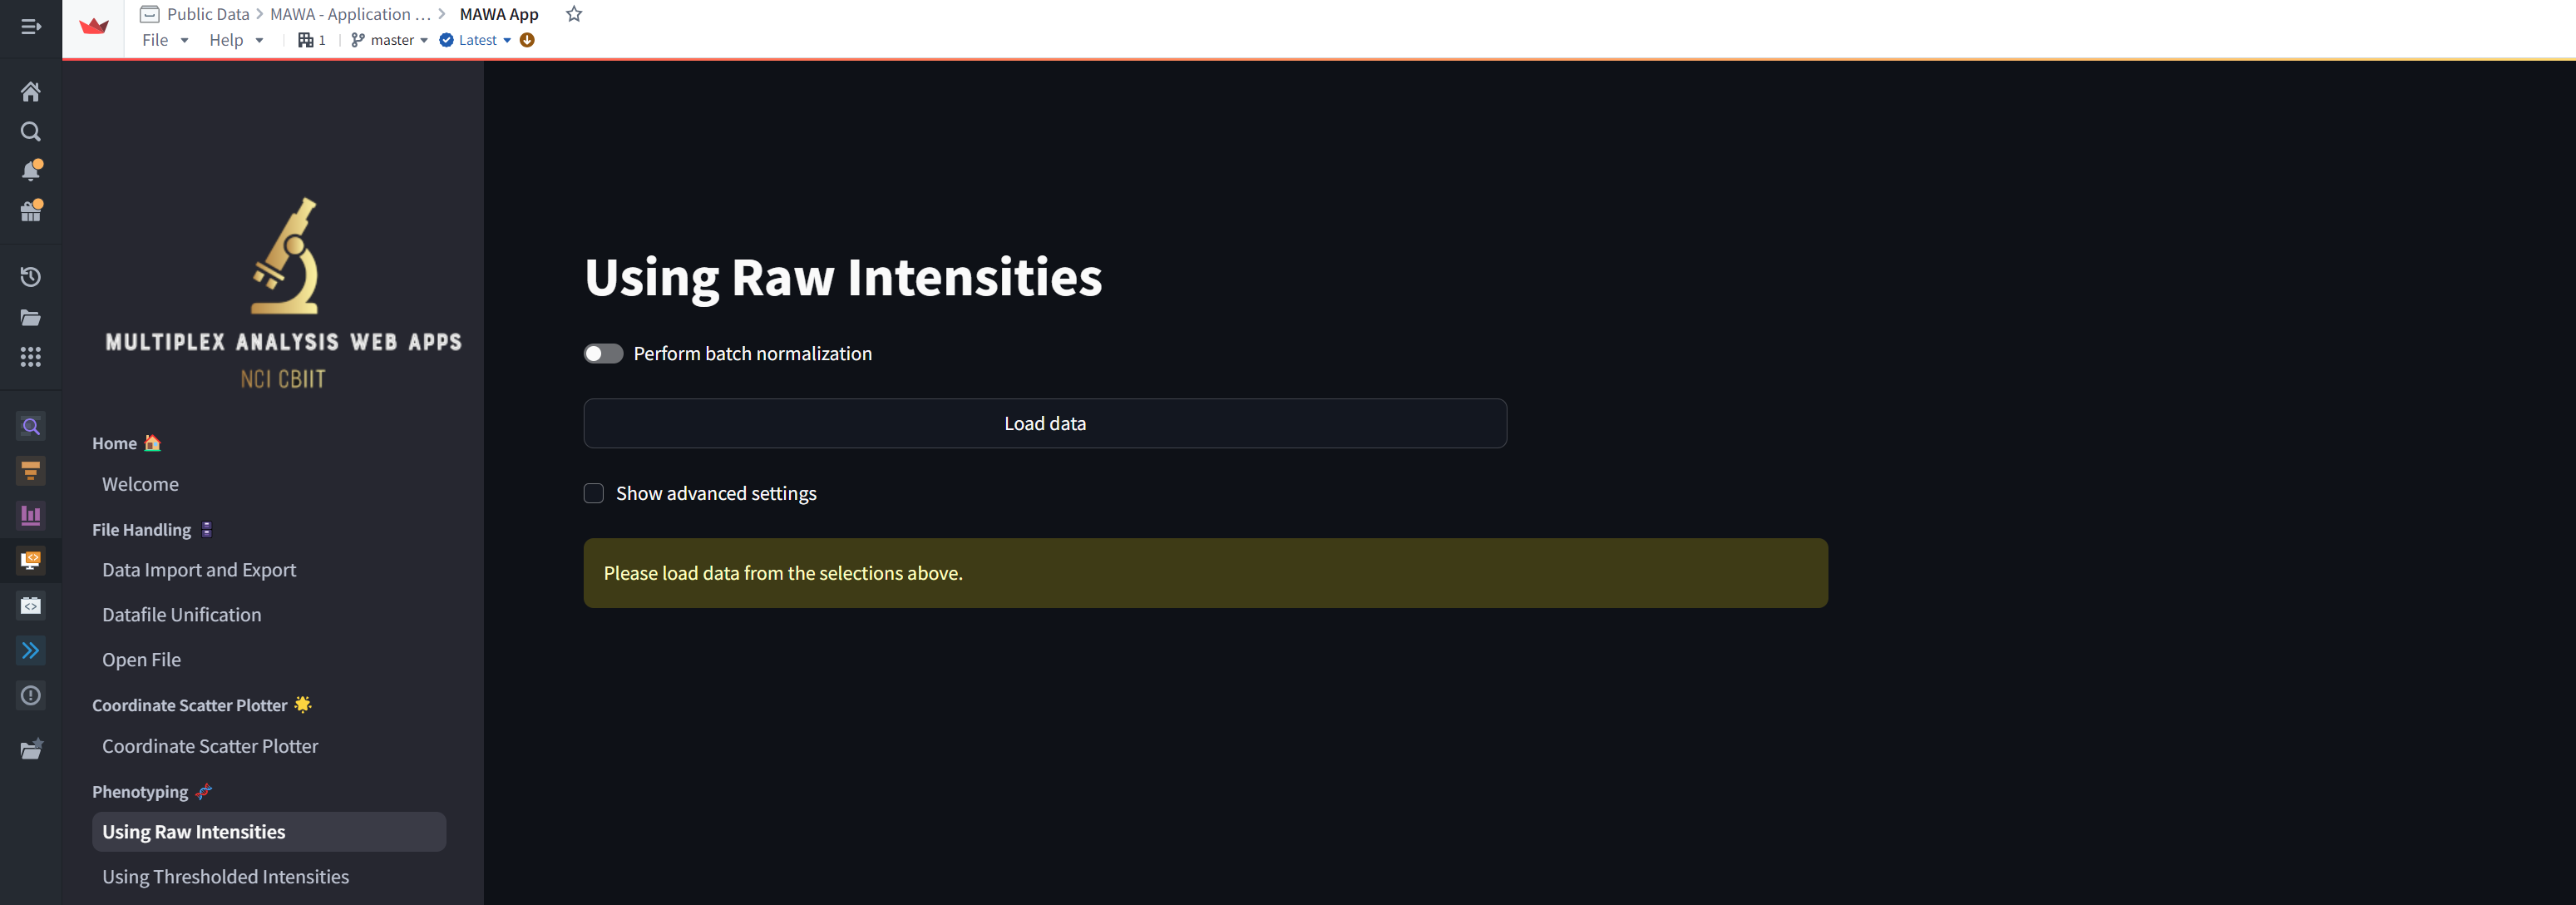 Public Data > MAWA - Application ... > MAWA App
File Help 1 master Latest
MULTIPLEX ANALYSIS WEB APPS
NCI CBIIT
Home
Welcome
File Handling
Data Import and Export
Datafile Unification
Open File
Coordinate Scatter Plotter
Coordinate Scatter Plotter
Phenotyping
Using Raw Intensities
Using Thresholded Intensities
Using Raw Intensities
Perform batch normalization
Load data
Show advanced settings
Please load data from the selections above.